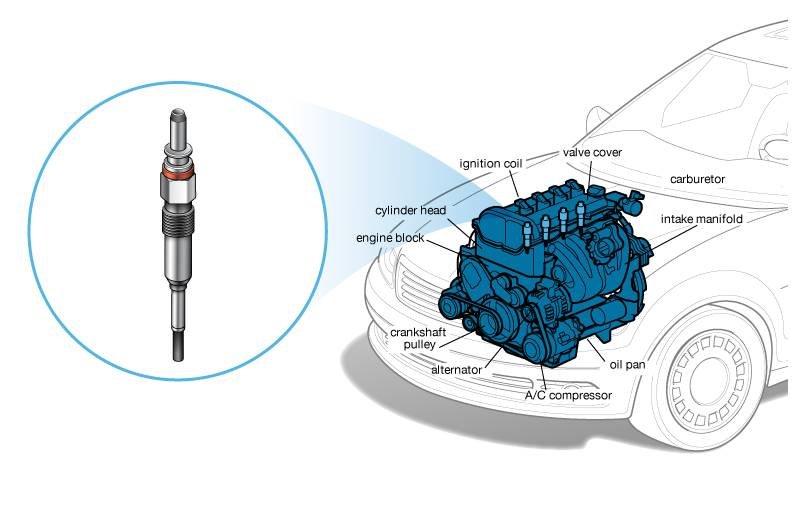 ignition coil
valve cover
carburetor
cylinder head
intake manifold
engine block
crankshaft
pulley
alternator
oil pan
A/C compressor